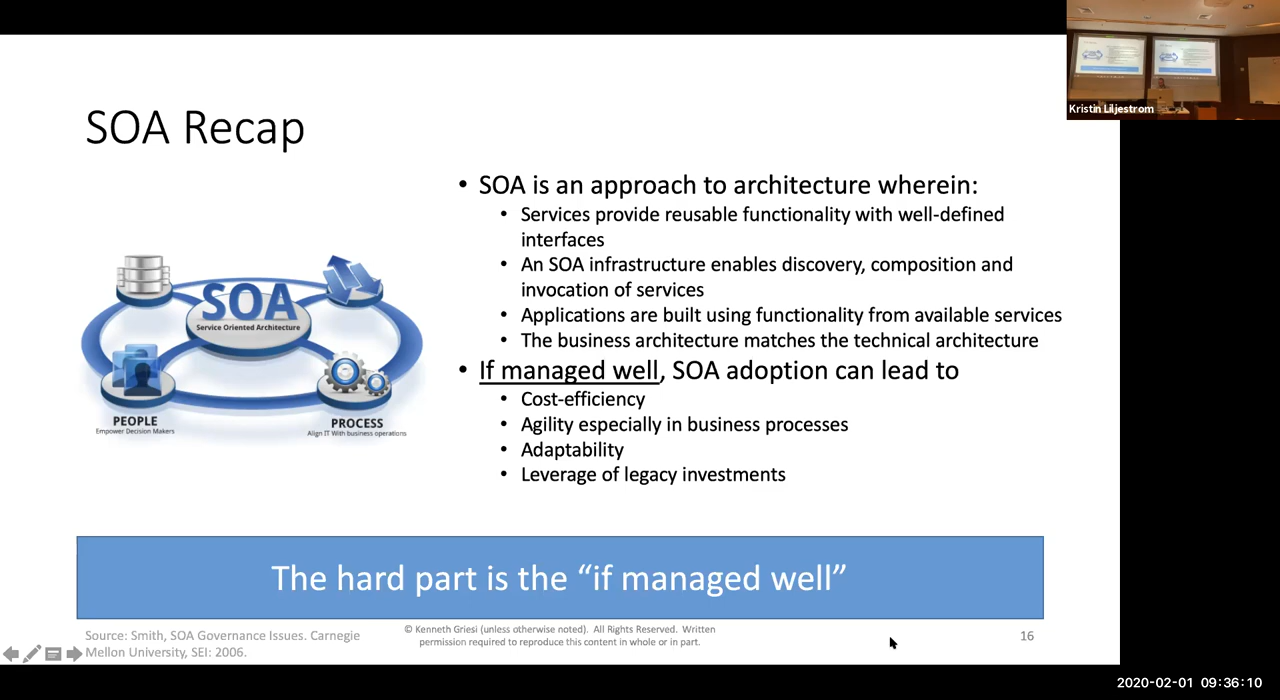 Kristin Liljestrom
SOA Recap
• SOA is an approach to architecture wherein:
• Services provide reusable functionality with well-defined
interfaces
• An SOA infrastructure enables discovery, composition and
invocation of services
• Applications are built using functionality from available services
• The business architecture matches the technical architecture
• If managed well, SOA adoption can lead to
• Cost-efficiency
• Agility especially in business processes
• Adaptability
• Leverage of legacy investments
SOA
Service Oriented Architecture
PEOPLE
Empower Decision Makers
PROCESS
Align IT With business operations
The hard part is the “if managed well”
Source: Smith, SOA Governance Issues. Carnegie
Mellon University, SEI: 2006.
© Kenneth Griesi (unless otherwise noted). All Rights Reserved. Written
permission required to reproduce this content in whole or in part.
16
2020-02-01 09:36:10